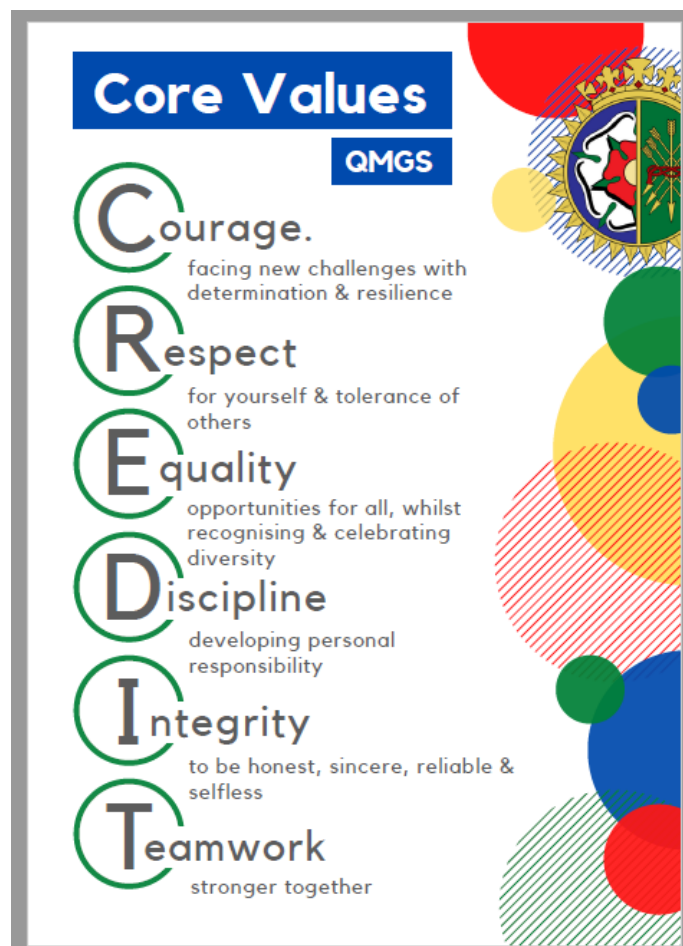 Core Values
QMGS
Courage.
facing new challenges with
determination & resilience
Respect
for yourself & tolerance of
others
Equality
opportunities for all, whilst
recognising & celebrating
diversity
Discipline
developing personal
responsibility
Integrity
to be honest, sincere, reliable &
selfless
Teamwork
stronger together